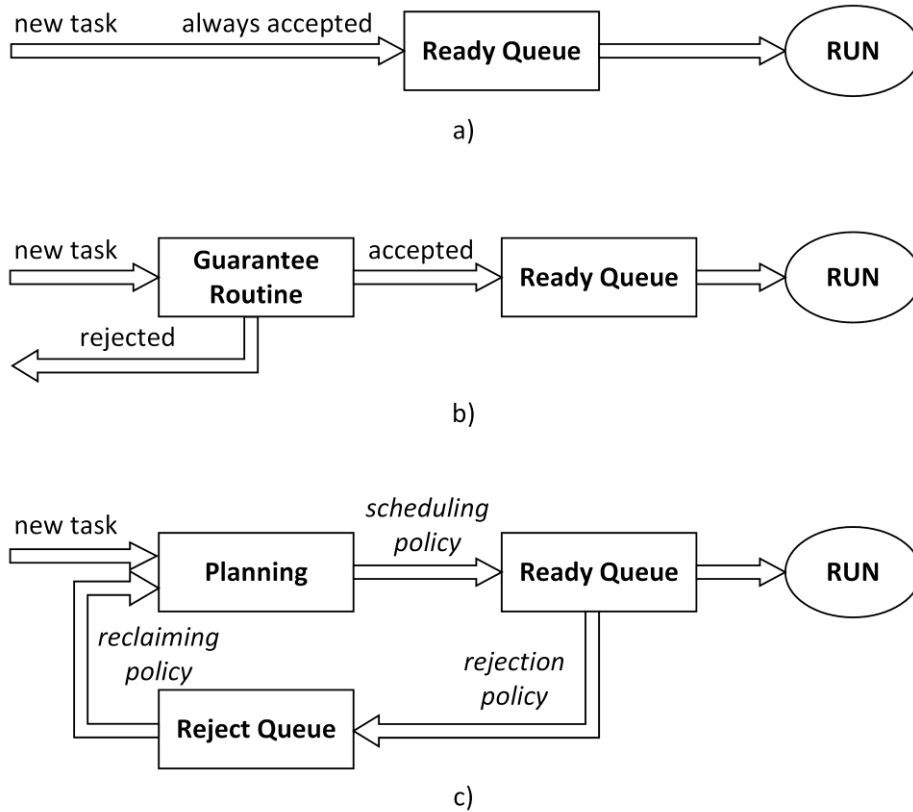 new task always accepted
Ready Queue
RUN
a)
new task
Guarantee
Routine
accepted
Ready Queue
RUN
rejected
b)
new task
Planning
scheduling
policy
Ready Queue
RUN
reclaiming
policy
rejection
policy
Reject Queue
c)